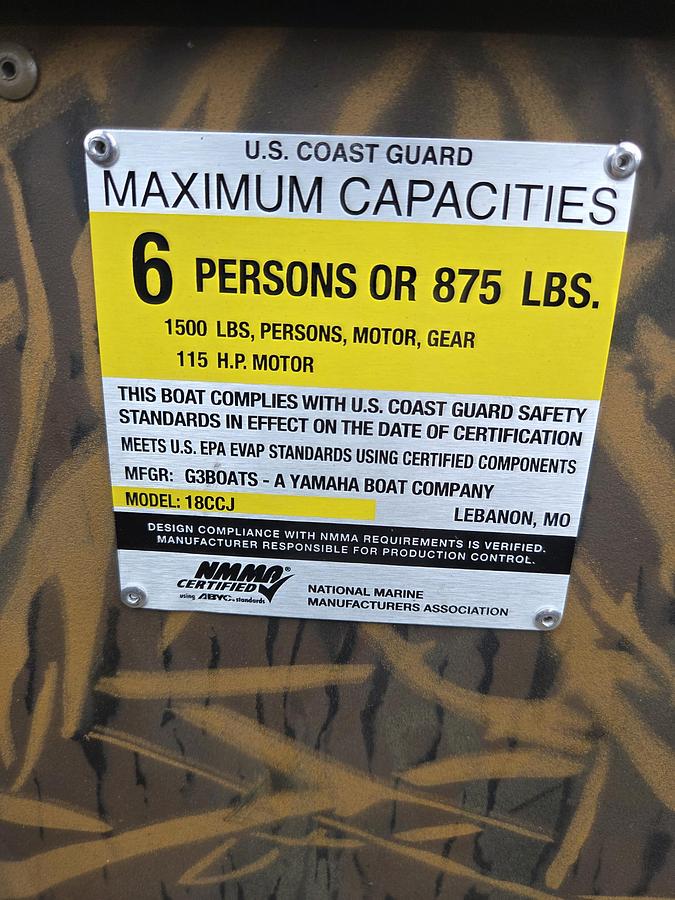 U.S. COAST GUARD
MAXIMUM CAPACITIES
6 PERSONS OR 875 LBS.
1500 LBS, PERSONS, MOTOR, GEAR
115 H.P. MOTOR
THIS BOAT COMPLIES WITH U.S. COAST GUARD SAFETY
STANDARDS IN EFFECT ON THE DATE OF CERTIFICATION
MEETS U.S. EPA EVAP STANDARDS USING CERTIFIED COMPONENTS
MFGR: G3BOATS - A YAMAHA BOAT COMPANY
MODEL: 18CCJ
LEBANON, MO
DESIGN COMPLIANCE WITH NMMA REQUIREMENTS IS VERIFIED.
MANUFACTURER RESPONSIBLE FOR PRODUCTION CONTROL.
NMMA®
CERTIFIED
using ABYC® standards
NATIONAL MARINE
MANUFACTURERS ASSOCIATION